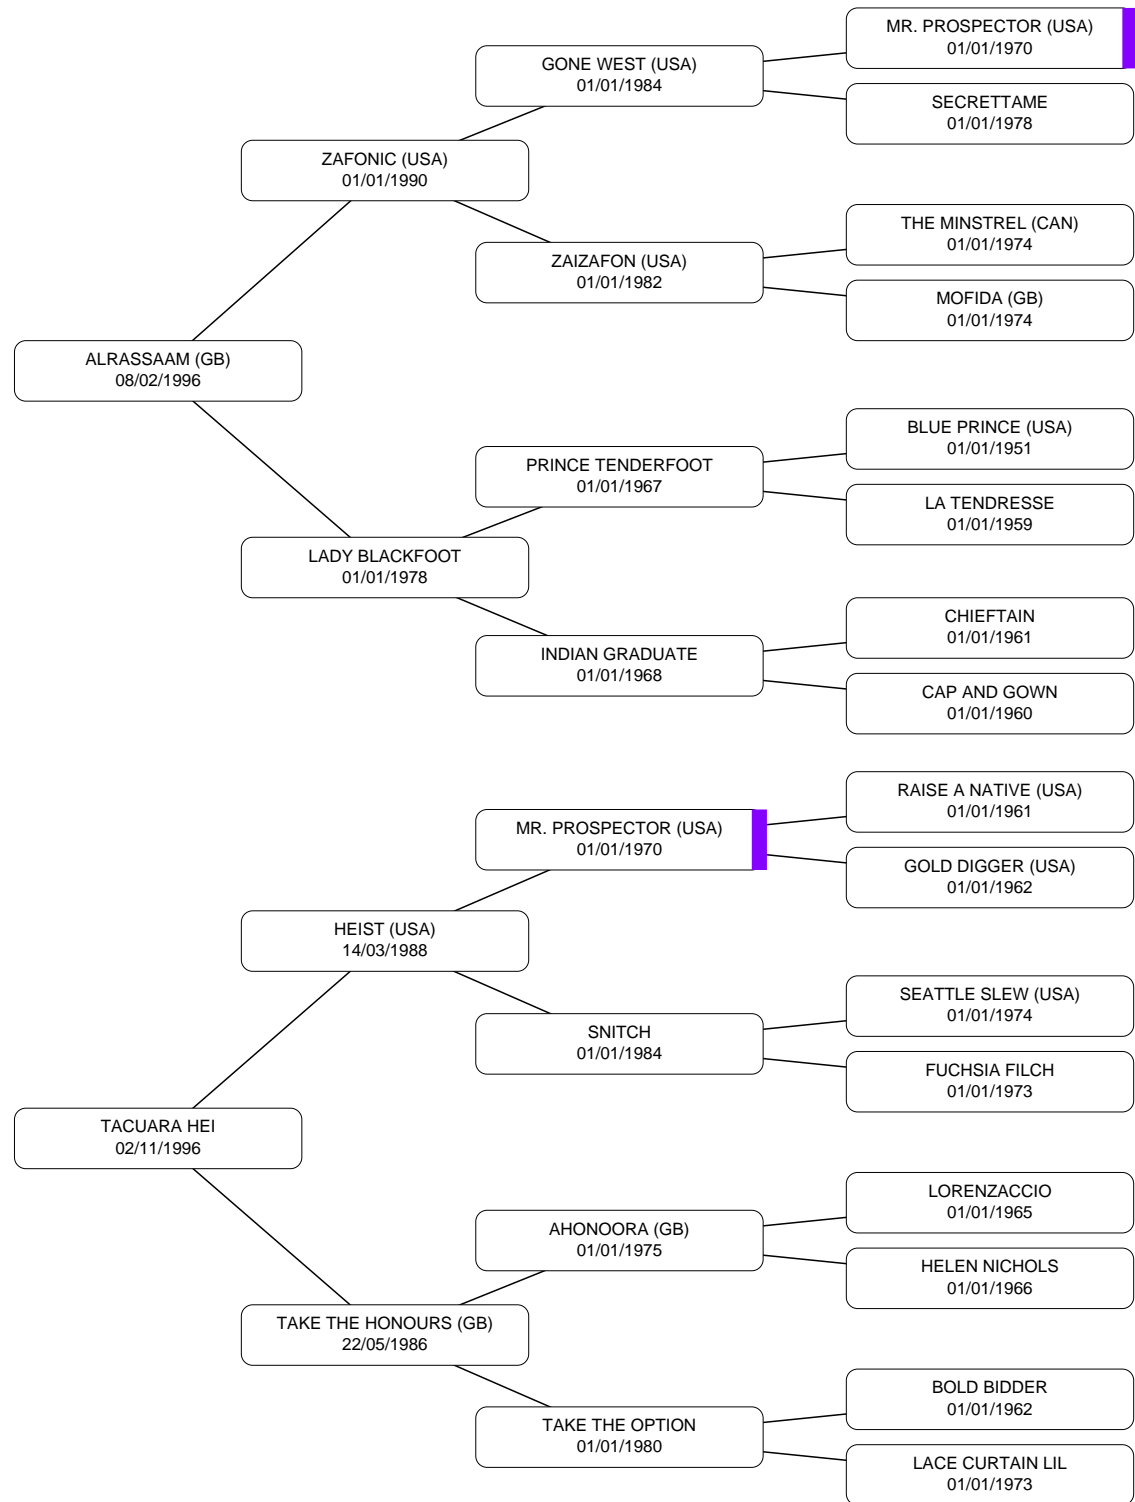 MR. PROSPECTOR (USA)
01/01/1970
GONE WEST (USA)
01/01/1984
SECRETTAME
01/01/1978
ZAFONIC (USA)
01/01/1990
THE MINSTREL (CAN)
01/01/1974
ZAIZAFON (USA)
01/01/1982
MOFIDA (GB)
01/01/1974
ALRASSAAM (GB)
08/02/1996
BLUE PRINCE (USA)
01/01/1951
PRINCE TENDERFOOT
01/01/1967
LA TENDRESSE
01/01/1959
LADY BLACKFOOT
01/01/1978
CHIEFTAIN
01/01/1961
INDIAN GRADUATE
01/01/1968
CAP AND GOWN
01/01/1960
RAISE A NATIVE (USA)
01/01/1961
MR. PROSPECTOR (USA)
01/01/1970
GOLD DIGGER (USA)
01/01/1962
HEIST (USA)
14/03/1988
SEATTLE SLEW (USA)
01/01/1974
SNITCH
01/01/1984
FUCHSIA FILCH
01/01/1973
TACUARA HEI
02/11/1996
LORENZACCIO
01/01/1965
AHONOORA (GB)
01/01/1975
HELEN NICHOLS
01/01/1966
TAKE THE HONOURS (GB)
22/05/1986
BOLD BIDDER
01/01/1962
TAKE THE OPTION
01/01/1980
LACE CURTAIN LIL
01/01/1973